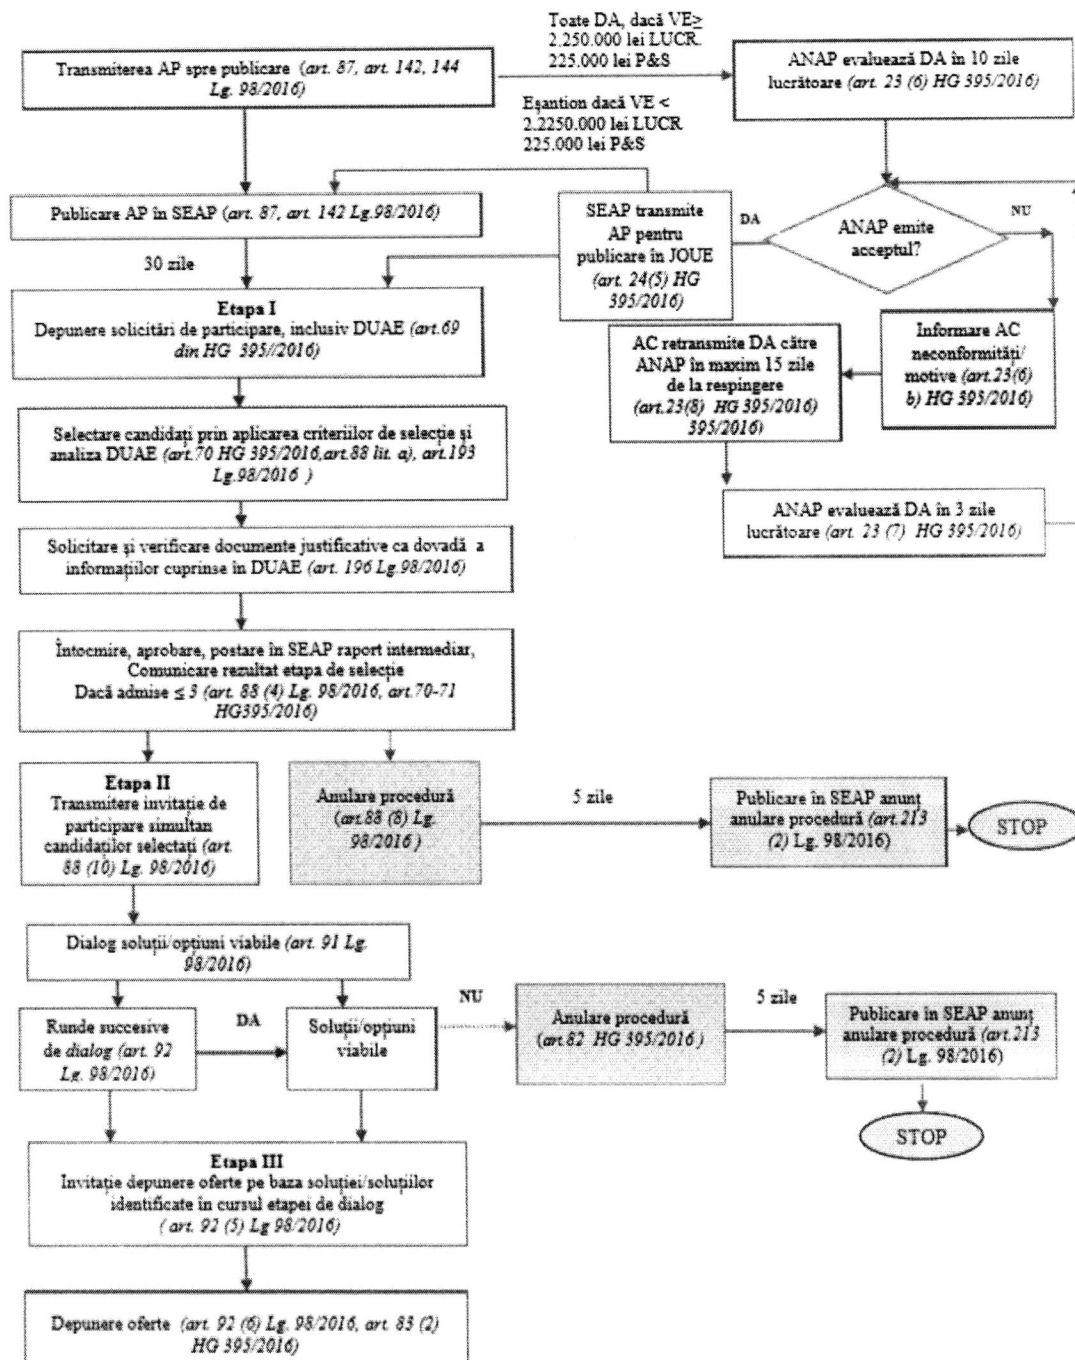 Toate DA, dacă VE≥
2.250.000 lei LUCR.
225.000 lei P&S
Transmiterea AP spre publicare (art. 87, art. 142, 144
Lg. 98/2016)
ANAP evaluează DA în 10 zile
lucrătoare (art. 23 (6) HG 395/2016)
Eşantion dacă VE <
2.2250.000 lei LUCR
225.000 lei P&S
Publicare AP în SEAP (art. 87, art. 142 Lg.98/2016)
SEAP transmite
AP pentru
publicare în JOUE
(art. 24(5) HG
395/2016)
DA
ANAP emite
acceptul?
NU
30 zile
Etapa I
Depunere solicitări de participare, inclusiv DUAE (art.69
din HG 395//2016)
AC retransmite DA către
ANAP în maxim 15 zile
de la respingere
(art.23(8) HG 395/2016)
395/2016)
Informare AC
neconformităţi/
motive (art.23(6)
b) HG 395/2016)
Selectare candidaţi prin aplicarea criteriilor de selecţie şi
analiza DUAE (art.70 HG 395/2016,art.88 lit. a), art.193
Lg.98/2016 )
ANAP evaluează DA în 3 zile
lucrătoare (art. 23 (7) HG 395/2016)
Solicitare şi verificare documente justificative ca dovadă a
informaţiilor cuprinse în DUAE (art. 196 Lg.98/2016)
Întocmire, aprobare, postare în SEAP raport intermediar,
Comunicare rezultat etapa de selecţie
Dacă admise ≤ 3 (art. 88 (4) Lg. 98/2016, art.70-71
HG395/2016)
Etapa II
Transmitere invitaţie de
participare simultan
candidaţilor selectaţi (art.
88 (10) Lg. 98/2016)
Anulare procedură
(art.88 (8) Lg.
98/2016 )
5 zile
Publicare în SEAP anunţ
anulare procedură (art.213
(2) Lg. 98/2016)
STOP
Dialog soluţii/opţiuni viabile (art. 91 Lg.
98/2016)
Runde succesive
de dialog (art. 92
Lg. 98/2016)
DA
Soluţii/opţiuni
viabile
NU
Anulare procedură
(art.82 HG 395/2016 )
5 zile
Publicare în SEAP anunţ
anulare procedură (art.213
(2) Lg. 98/2016)
STOP
Etapa III
Invitaţie depunere oferte pe baza soluţiei/soluţiilor
identificate în cursul etapei de dialog
( art. 92 (5) Lg 98/2016)
Depunere oferte (art. 92 (6) Lg. 98/2016, art. 83 (2)
HG 395/2016)